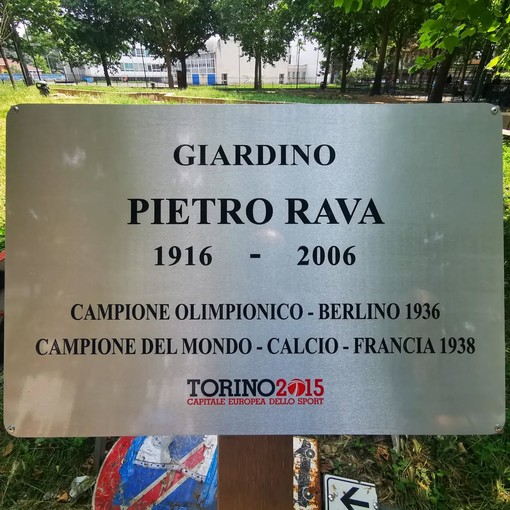 GIARDINO
PIETRO RAVA
1916 - 2006
CAMPIONE OLIMPIONICO - BERLINO 1936
CAMPIONE DEL MONDO - CALCIO - FRANCIA 1938
TORINO2015
CAPITALE EUROPEA DELLO SPORT